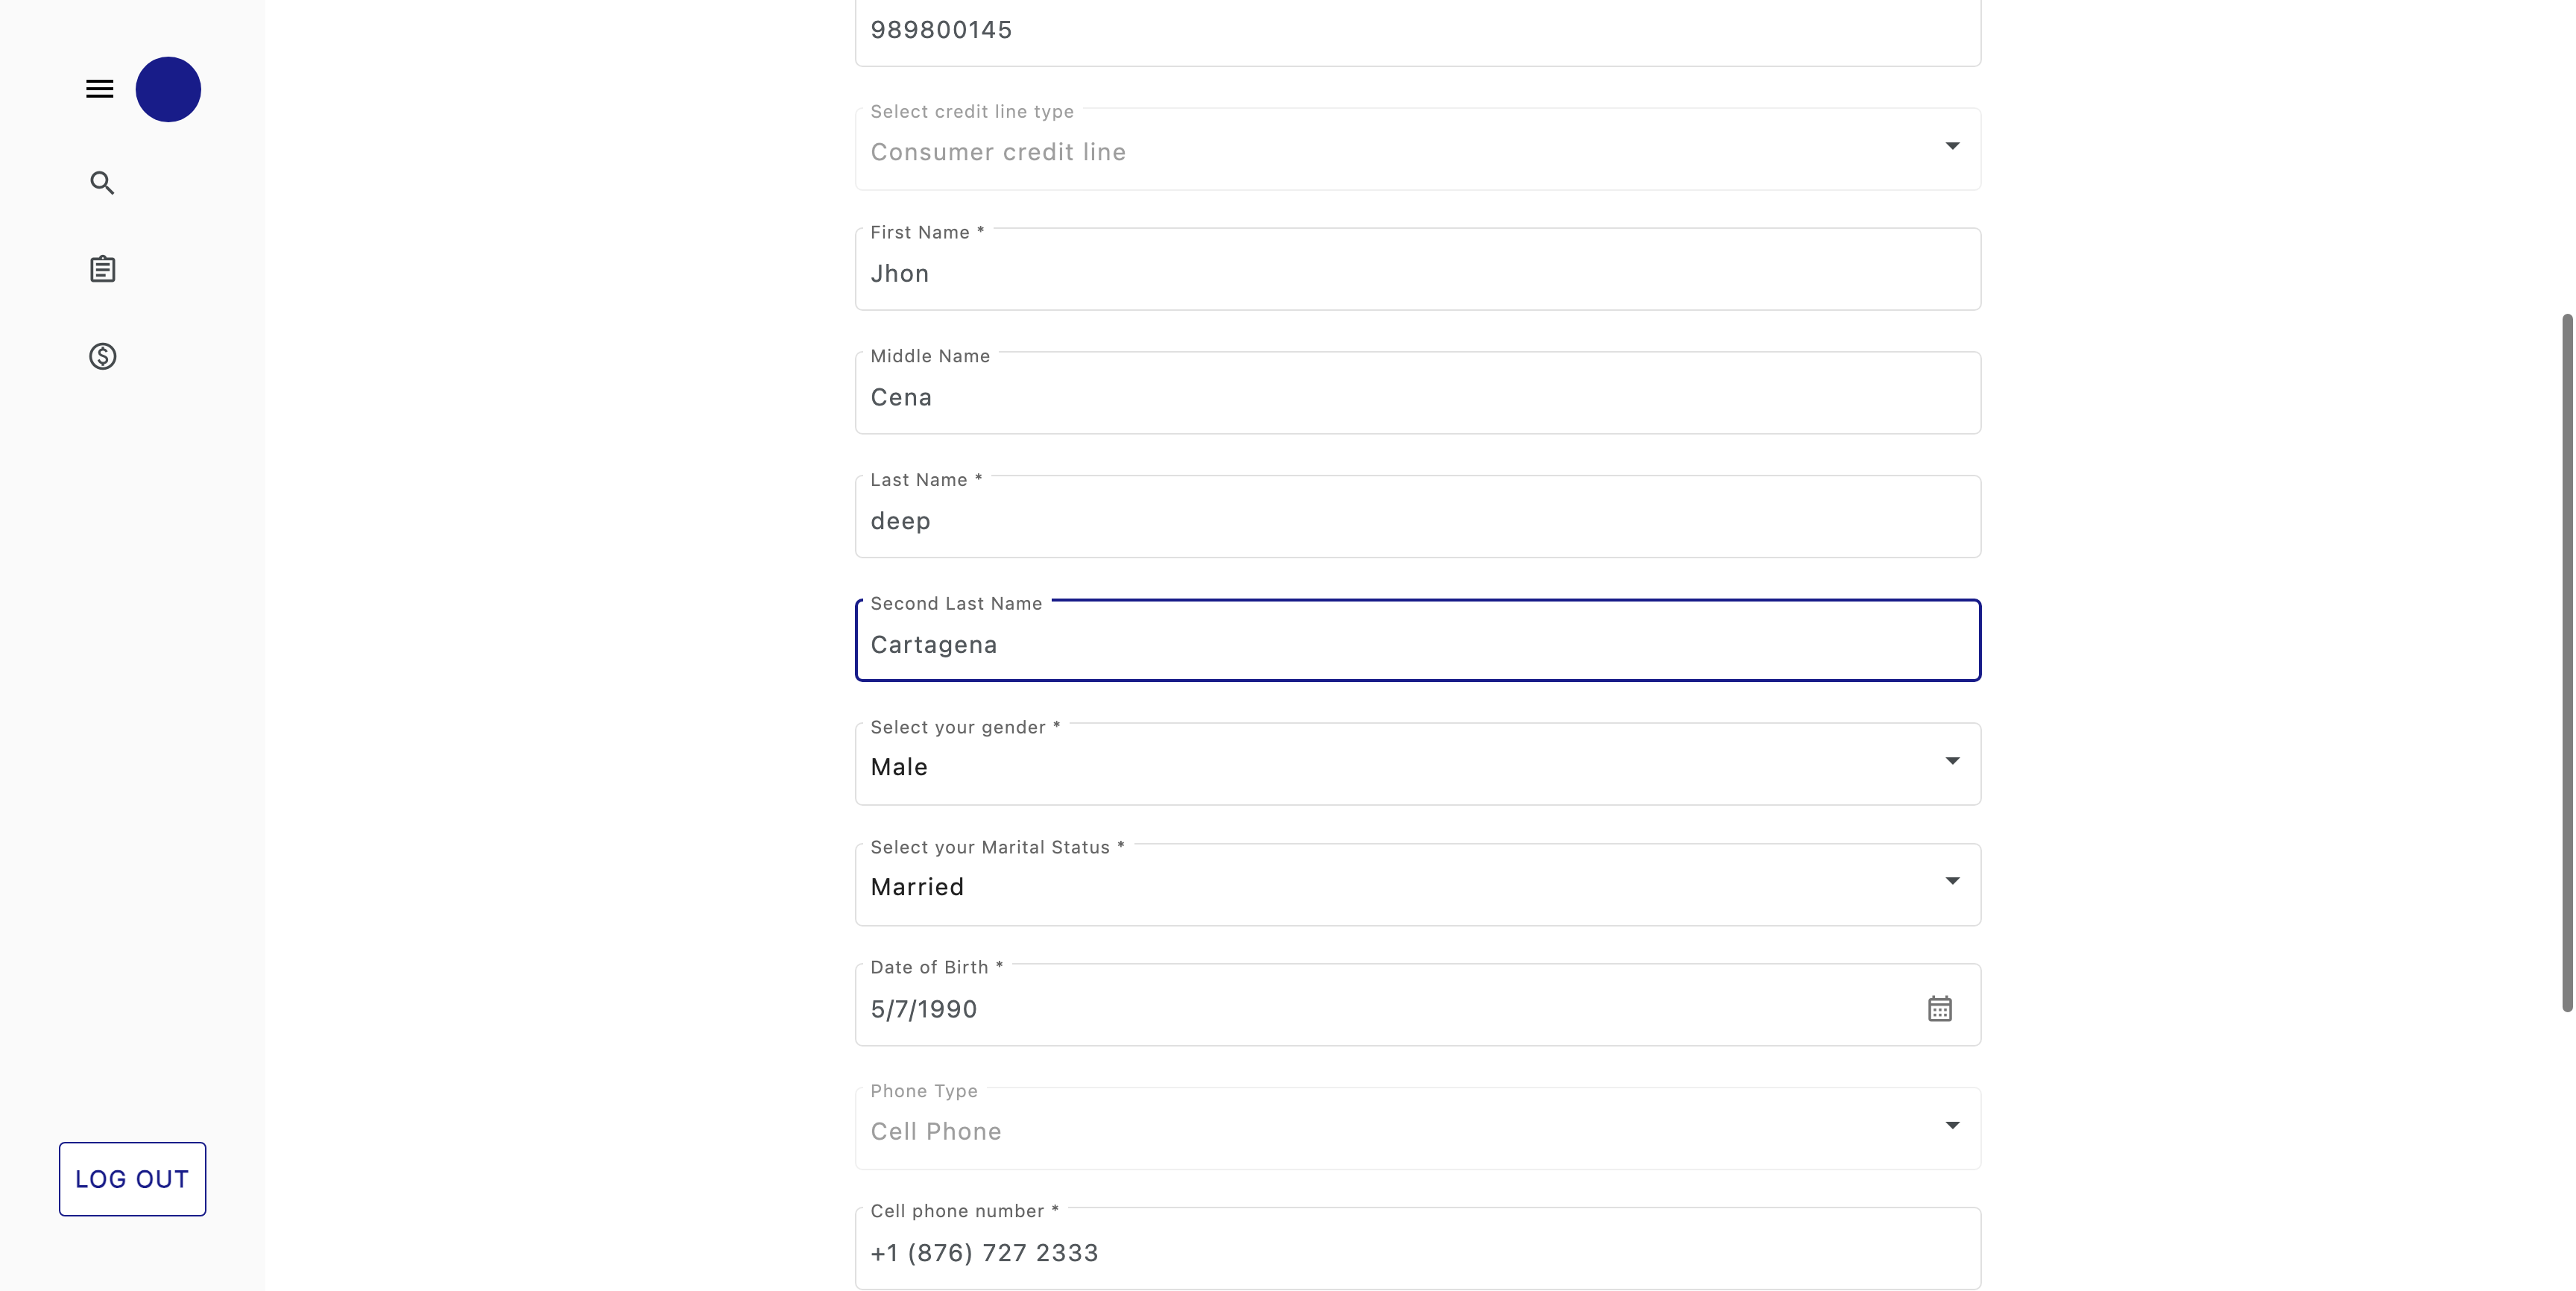 989800145
Select credit line type
Consumer credit line
First Name *
Jhon
Middle Name
Cena
Last Name *
deep
Second Last Name
Cartagena
Select your gender *
Male
Select your Marital Status *
Married
Date of Birth *
5/7/1990
Phone Type
Cell Phone
Cell phone number *
+1 (876) 727 2333
LOG OUT